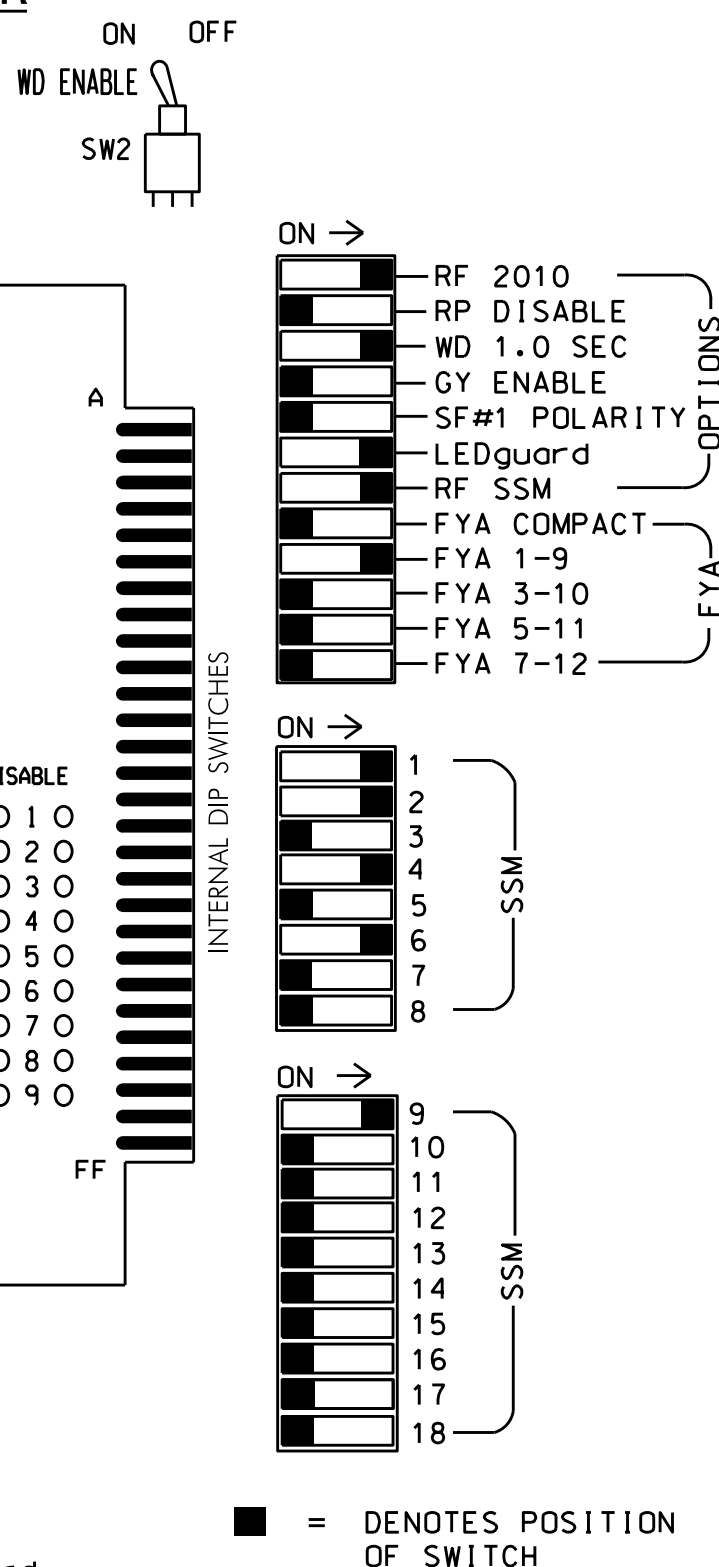 ON OFF
WD ENABLE
SW2
ON →
RF 2010
RP DISABLE
WD 1.0 SEC
GY ENABLE
SF#1 POLARITY
LEDguard
RF SSM
OPTIONS
FYA COMPACT
FYA 1-9
FYA 3-10
FYA 5-11
FYA 7-12
FYA
A
FF
INTERNAL DIP SWITCHES
ISABLE
1
2
3
4
5
6
7
8
9
ON →
1
2
3
4
5
6
7
8
SSM
ON →
9
10
11
12
13
14
15
16
17
18
SSM
= DENOTES POSITION
OF SWITCH